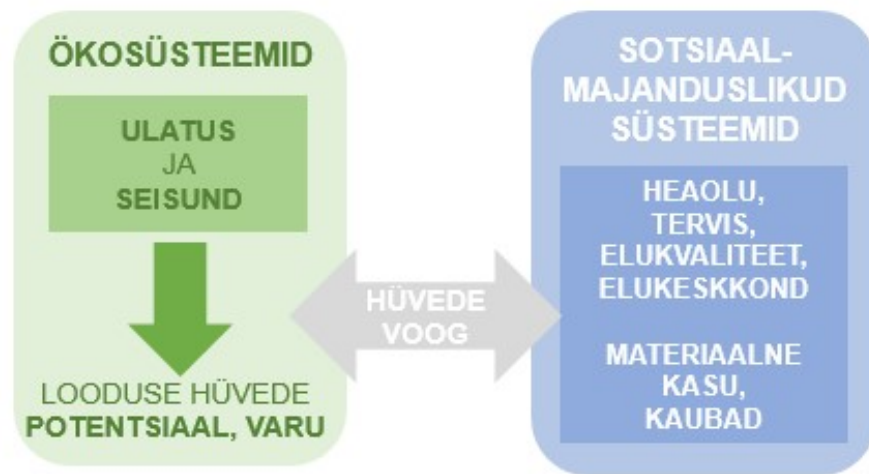 ÖKOSÜSTEEMID
ULATUS
JA
SEISUND
LOODUSE HÜVEDE
POTENTSIAAL, VARU
HÜVEDE
VOOG
SOTSIAAL-
MAJANDUSLIKUD
SÜSTEEMID
HEAOLU,
TERVIS,
ELUKVALITEET,
ELUKESKKOND
MATERIAALNE
KASU,
KAUBAD